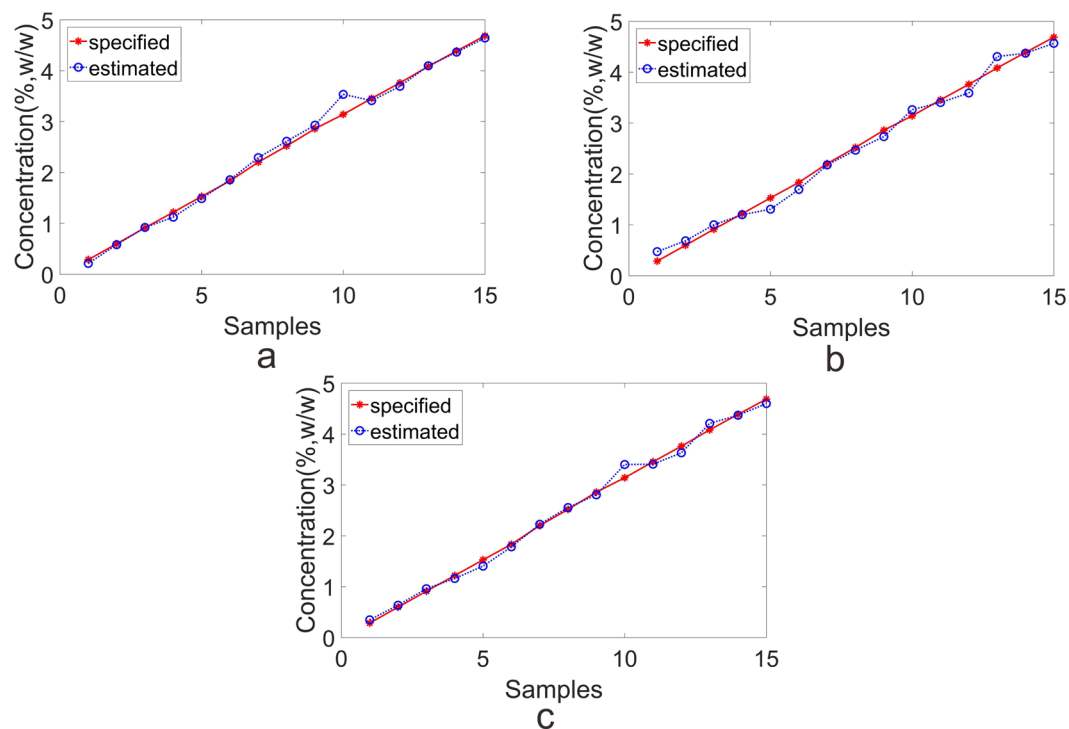 5
4
3
2
1
0
Concentration(%,w/w)
specified
estimated
0
5
10
15
Samples
a
5
4
3
2
1
0
Concentration(%,w/w)
specified
estimated
0
5
10
15
Samples
b
5
4
3
2
1
0
Concentration(%,w/w)
specified
estimated
0
5
10
15
Samples
c